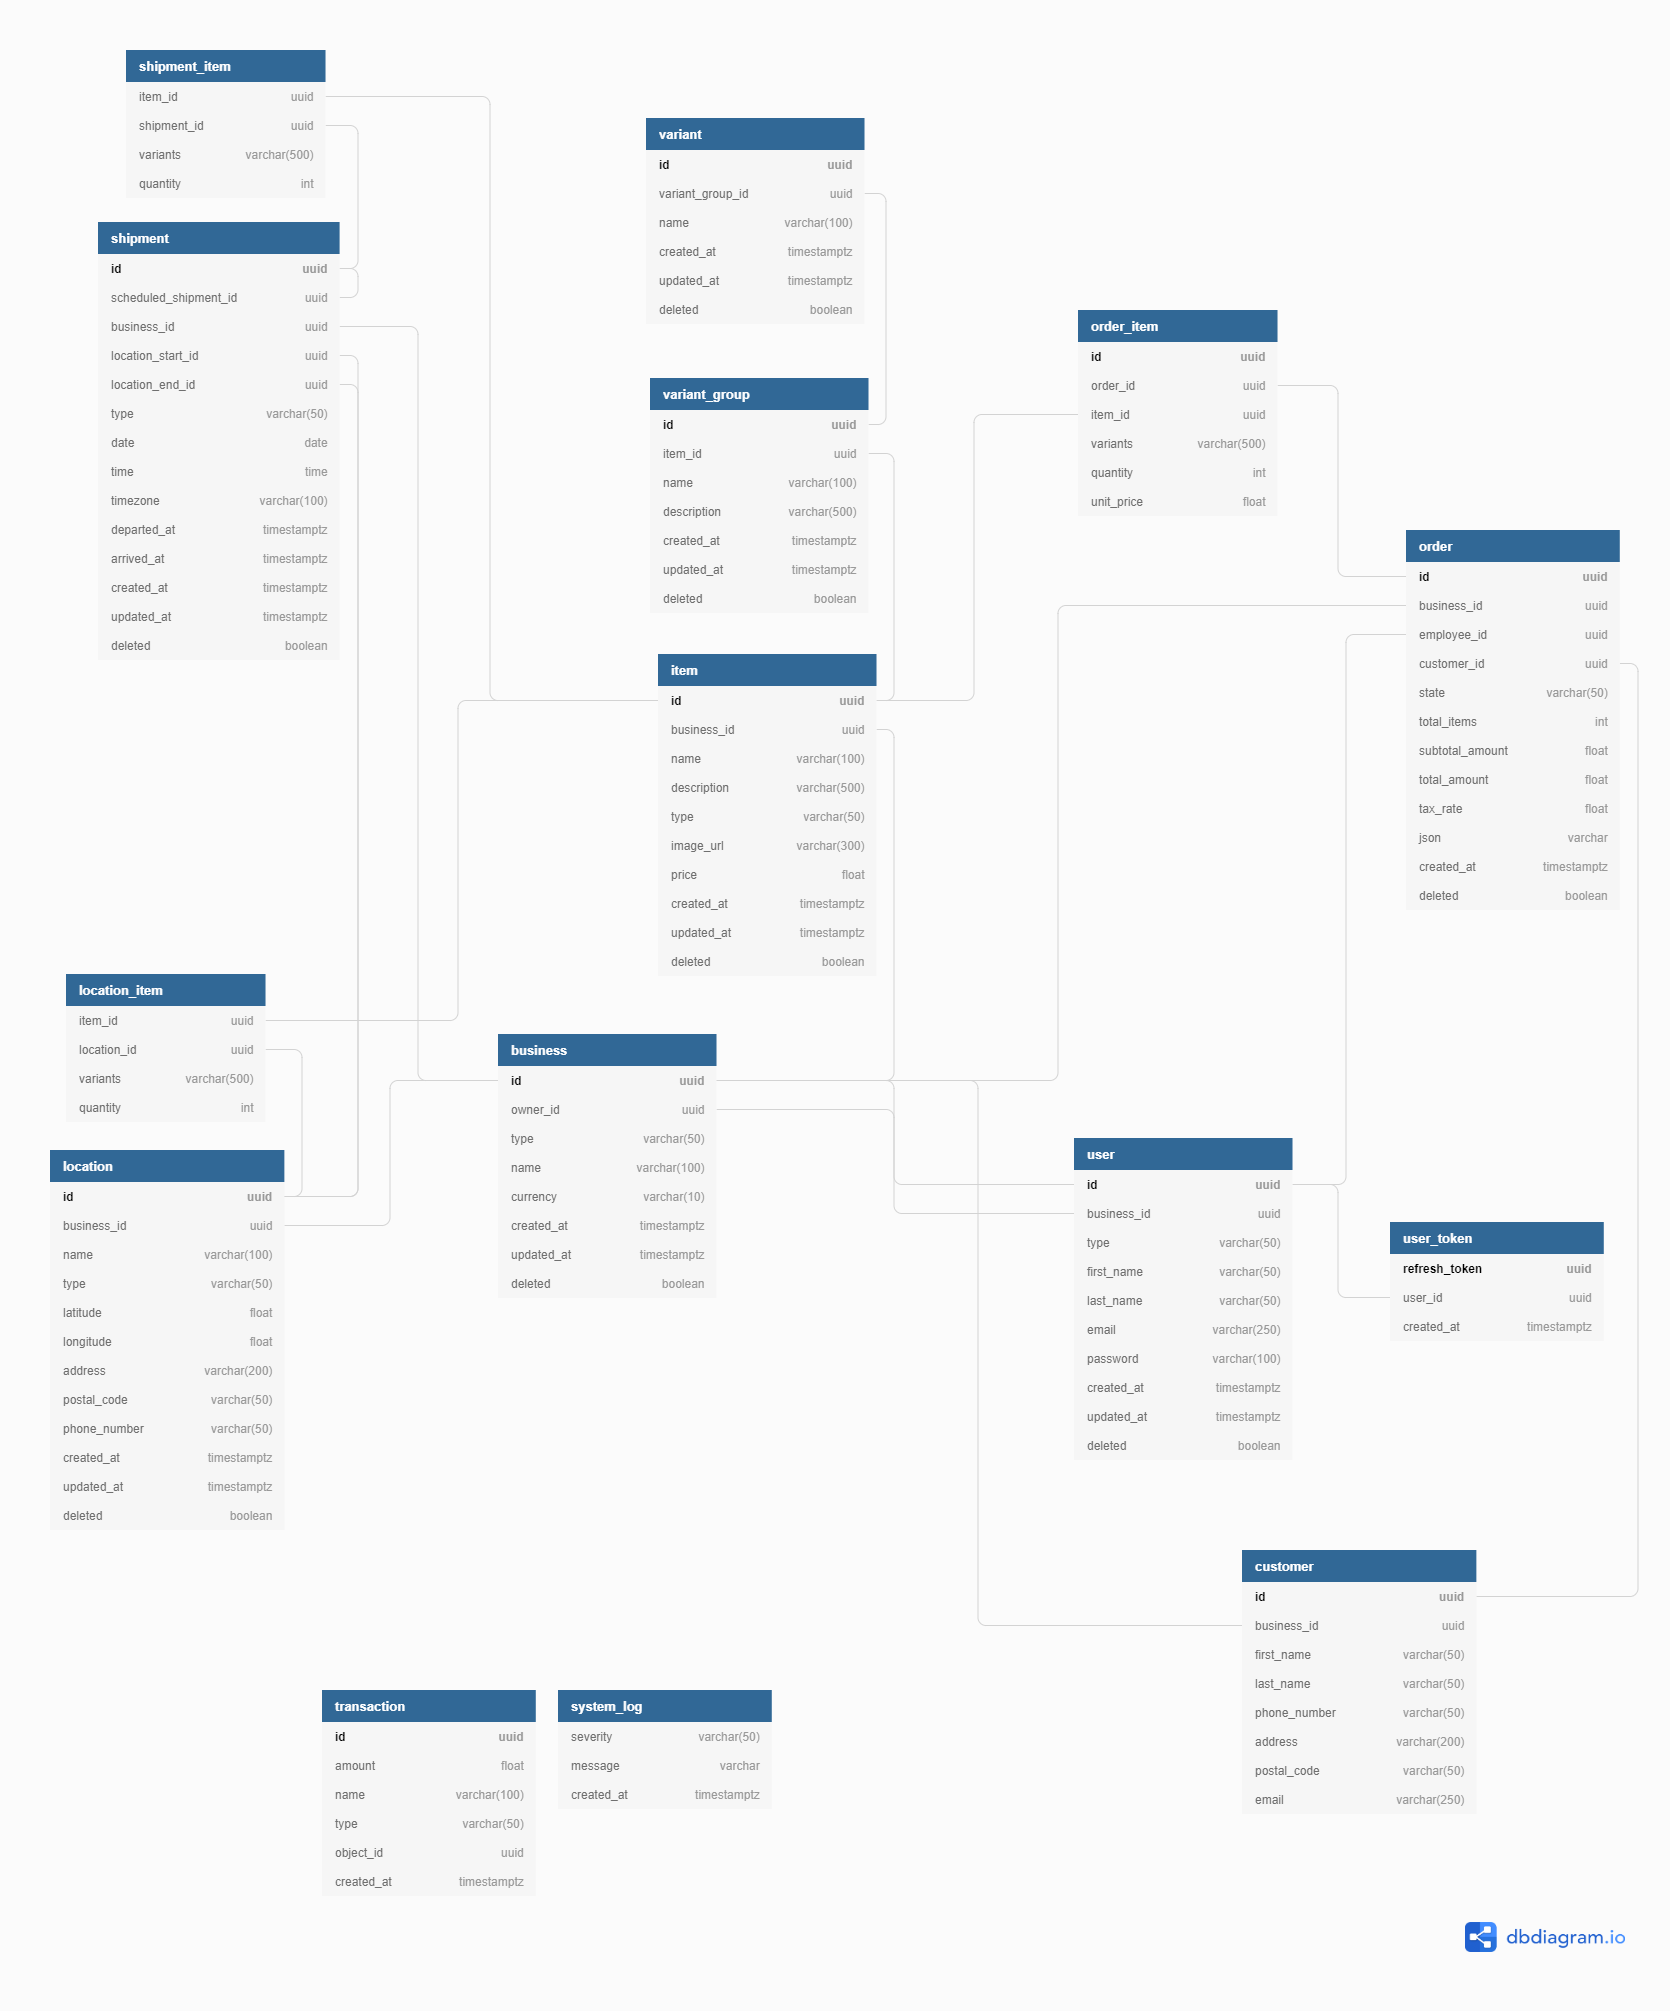 shipment_item
item_id uuid
shipment_id uuid
variants varchar(500)
quantity int
shipment
id uuid
scheduled_shipment_id uuid
business_id uuid
location_start_id uuid
location_end_id uuid
type varchar(50)
date date
time time
timezone varchar(100)
departed_at timestamptz
arrived_at timestamptz
created_at timestamptz
updated_at timestamptz
deleted boolean
variant
id uuid
variant_group_id uuid
name varchar(100)
created_at timestamptz
updated_at timestamptz
deleted boolean
variant_group
id uuid
item_id uuid
name varchar(100)
description varchar(500)
created_at timestamptz
updated_at timestamptz
deleted boolean
item
id uuid
business_id uuid
name varchar(100)
description varchar(500)
type varchar(50)
image_url varchar(300)
price float
created_at timestamptz
updated_at timestamptz
deleted boolean
order_item
id uuid
order_id uuid
item_id uuid
variants varchar(500)
quantity int
unit_price float
order
id uuid
business_id uuid
employee_id uuid
customer_id uuid
state varchar(50)
total_items int
subtotal_amount float
total_amount float
tax_rate float
json varchar
created_at timestamptz
deleted boolean
location_item
item_id uuid
location_id uuid
variants varchar(500)
quantity int
location
id uuid
business_id uuid
name varchar(100)
type varchar(50)
latitude float
longitude float
address varchar(200)
postal_code varchar(50)
phone_number varchar(50)
created_at timestamptz
updated_at timestamptz
deleted boolean
business
id uuid
owner_id uuid
type varchar(50)
name varchar(100)
currency varchar(10)
created_at timestamptz
updated_at timestamptz
deleted boolean
user
id uuid
business_id uuid
type varchar(50)
first_name varchar(50)
last_name varchar(50)
email varchar(250)
password varchar(100)
created_at timestamptz
updated_at timestamptz
deleted boolean
user_token
refresh_token uuid
user_id uuid
created_at timestamptz
customer
id uuid
business_id uuid
first_name varchar(50)
last_name varchar(50)
phone_number varchar(50)
address varchar(200)
postal_code varchar(50)
email varchar(250)
transaction
id uuid
amount float
name varchar(100)
type varchar(50)
object_id uuid
created_at timestamptz
system_log
severity varchar(50)
message varchar
created_at timestamptz
dbdiagram.io